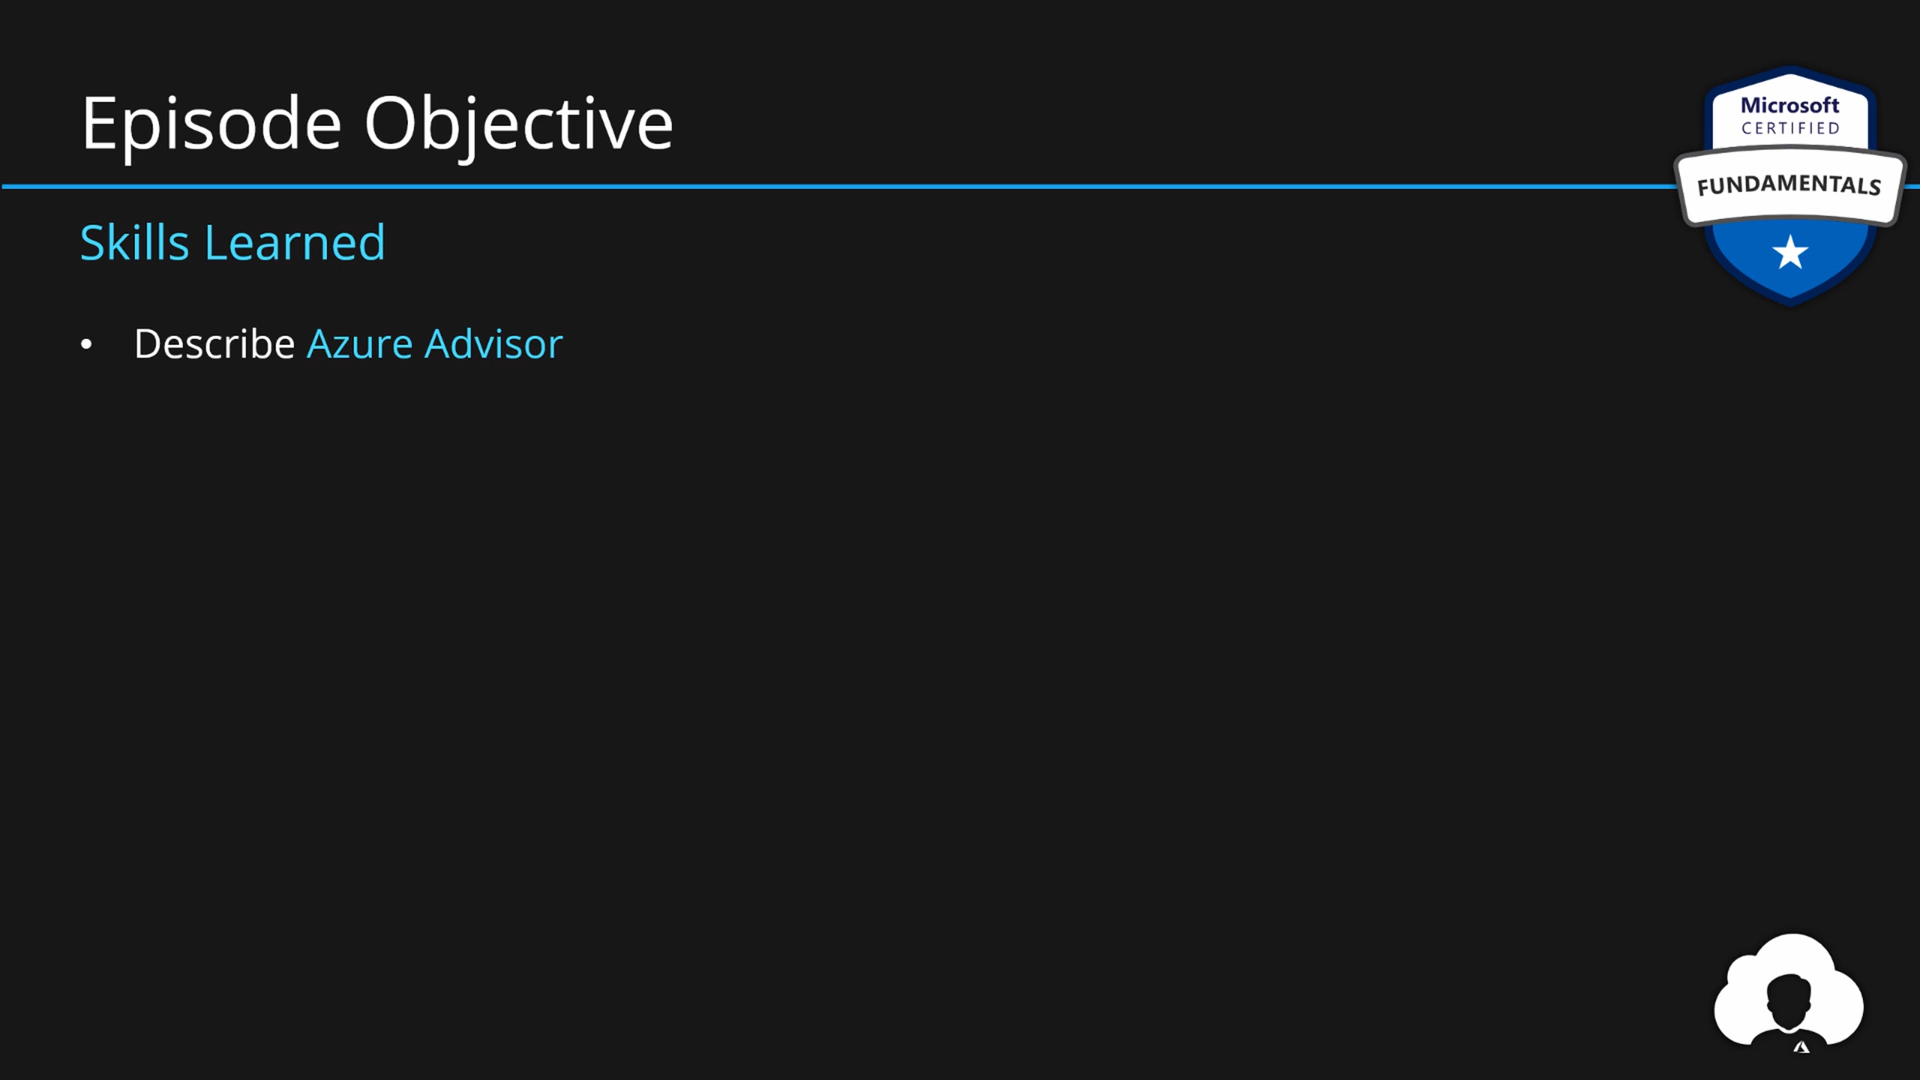 Episode Objective
Microsoft
CERTIFIED
FUNDAMENTALS
Skills Learned
• Describe Azure Advisor